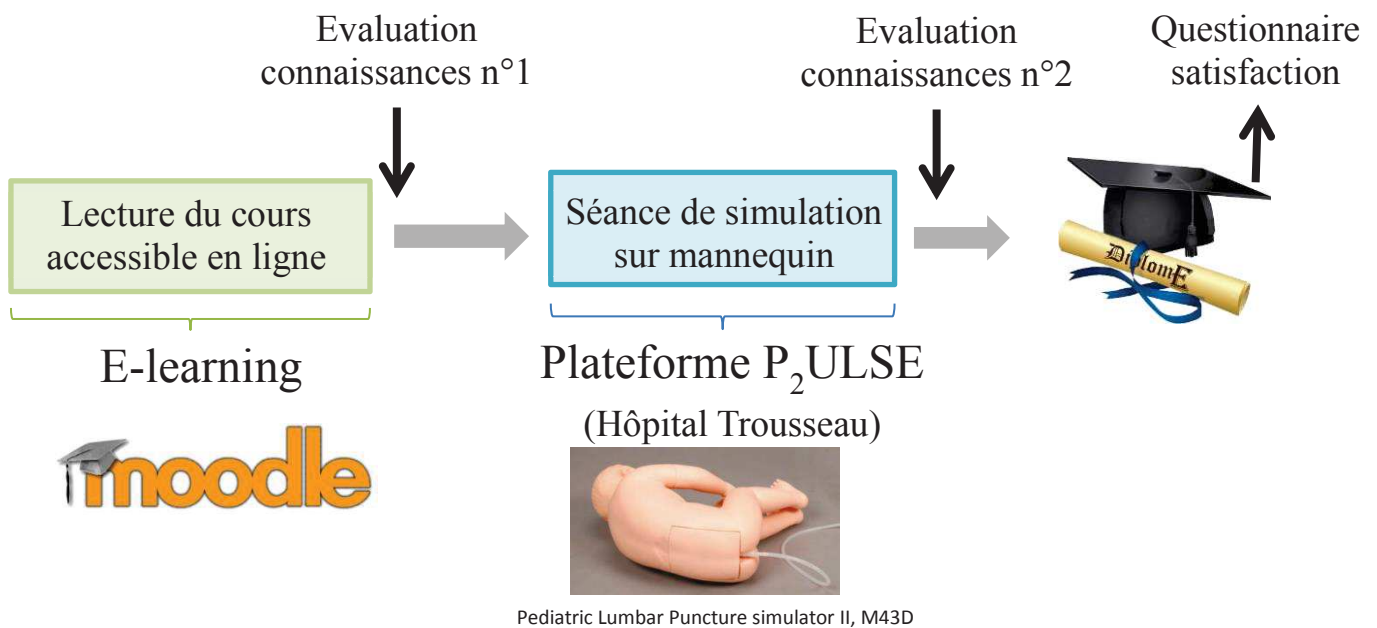 Evaluation
connaissances n°1
Evaluation
connaissances n°2
Questionnaire
satisfaction
Lecture du cours
accessible en ligne
Séance de simulation
sur mannequin
DiplomE
E-learning
Plateforme P₂ULSE
(Hôpital Trousseau)
moodle
Pediatric Lumbar Puncture simulator II, M43D